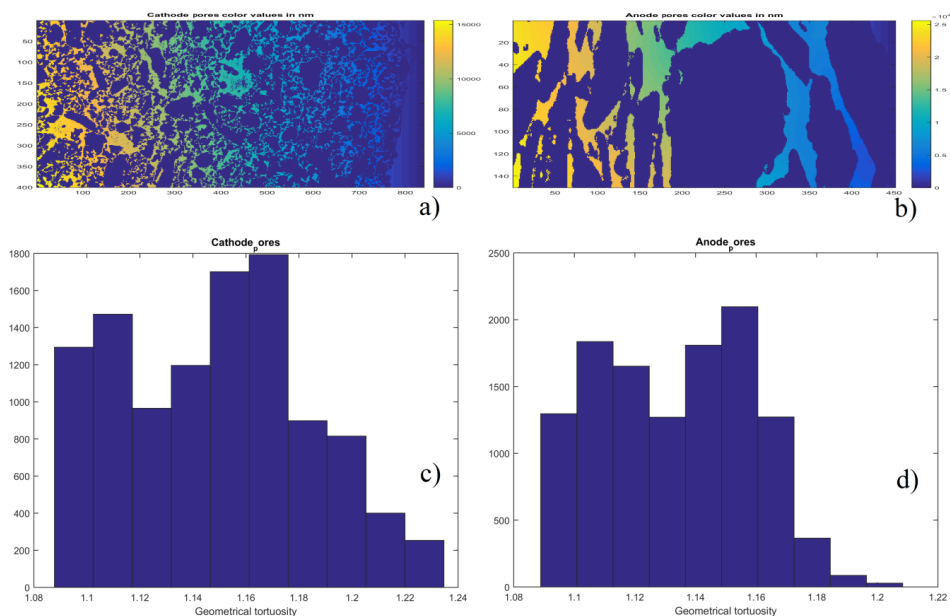 Cathode pores color values in nm
50
100
150
200
250
300
350
400
100 200 300 400 500 600 700 800
15000
10000
5000
0
a)
Anode pores color values in nm
20
40
60
80
100
120
140
50 100 150 200 250 300 350 400 450
2.5
2
1.5
1
0.5
0
b)
Cathode_pores
1800
1600
1400
1200
1000
800
600
400
200
0
1.08 1.1 1.12 1.14 1.16 1.18 1.2 1.22 1.24
Geometrical tortuosity
c)
Anode_pores
2500
2000
1500
1000
500
0
1.08 1.1 1.12 1.14 1.16 1.18 1.2 1.22
Geometrical tortuosity
d)